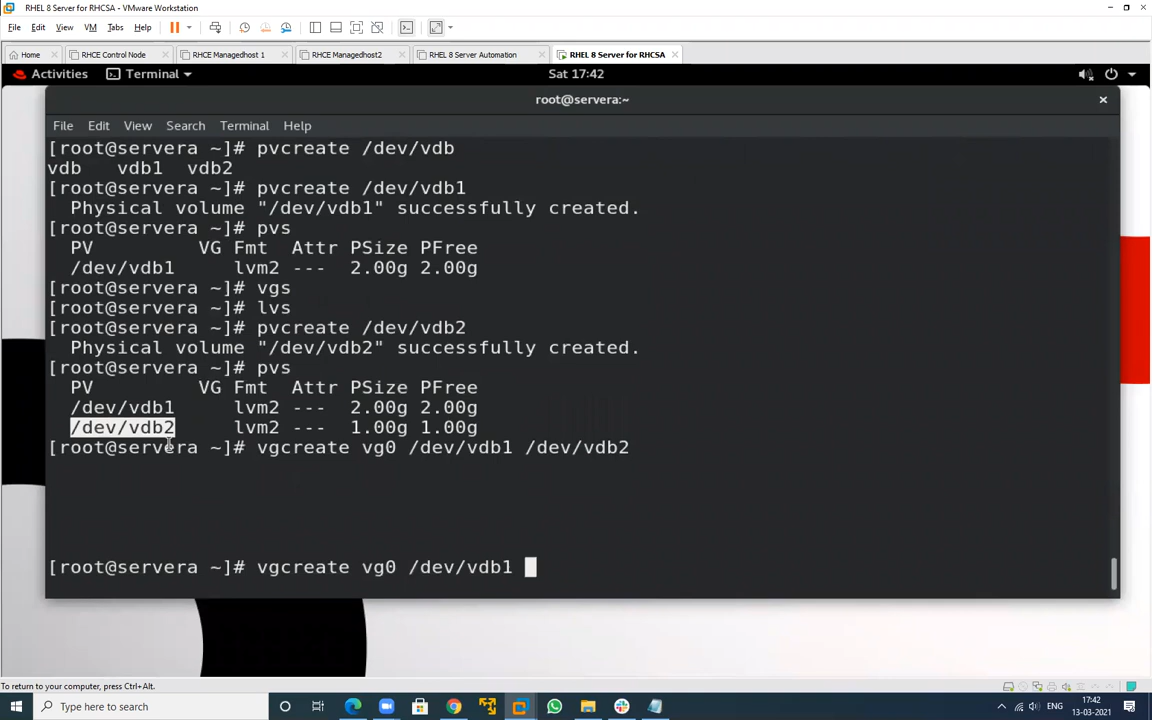 RHEL 8 Server for RHCSA - VMware Workstation
File Edit View VM Tabs Help
Home RHCE Control Node RHCE Managedhost 1 RHCE Managedhost2 RHEL 8 Server Automation RHEL 8 Server for RHCSA
Activities Terminal Sat 17:42
root@servera:~
File Edit View Search Terminal Help
[root@servera ~]# pvcreate /dev/vdb
vdb vdb1 vdb2
[root@servera ~]# pvcreate /dev/vdb1
Physical volume "/dev/vdb1" successfully created.
[root@servera ~]# pvs
PV VG Fmt Attr PSize PFree
/dev/vdb1 lvm2 --- 2.00g 2.00g
[root@servera ~]# vgs
[root@servera ~]# lvs
[root@servera ~]# pvcreate /dev/vdb2
Physical volume "/dev/vdb2" successfully created.
[root@servera ~]# pvs
PV VG Fmt Attr PSize PFree
/dev/vdb1 lvm2 --- 2.00g 2.00g
/dev/vdb2 lvm2 --- 1.00g 1.00g
[root@servera ~]# vgcreate vg0 /dev/vdb1 /dev/vdb2
[root@servera ~]# vgcreate vg0 /dev/vdb1
To return to your computer, press Ctrl+Alt.
Type here to search
ENG
17:42
13-03-2021